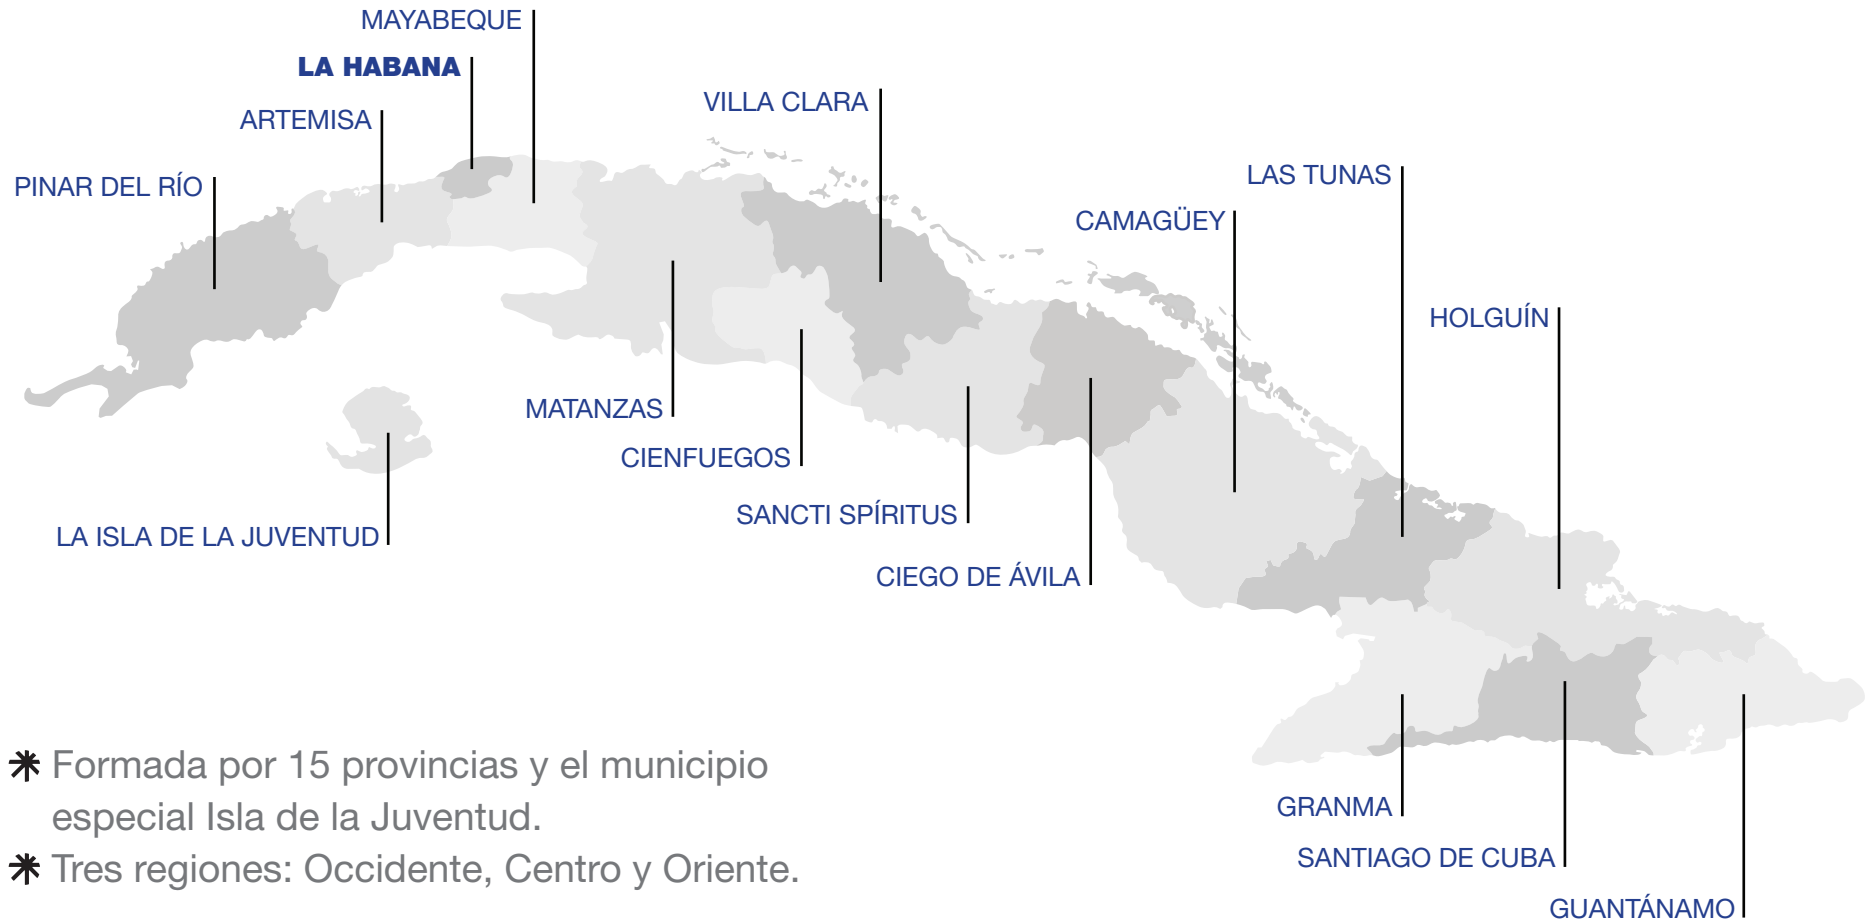 MAYABEQUE
LA HABANA
ARTEMISA
VILLA CLARA
PINAR DEL RÍO
LAS TUNAS
CAMAGÜEY
HOLGUÍN
MATANZAS
CIENFUEGOS
SANCTI SPÍRITUS
LA ISLA DE LA JUVENTUD
CIEGO DE ÁVILA
Formada por 15 provincias y el municipio
especial Isla de la Juventud.
Tres regiones: Occidente, Centro y Oriente.
GRANMA
SANTIAGO DE CUBA
GUANTÁNAMO